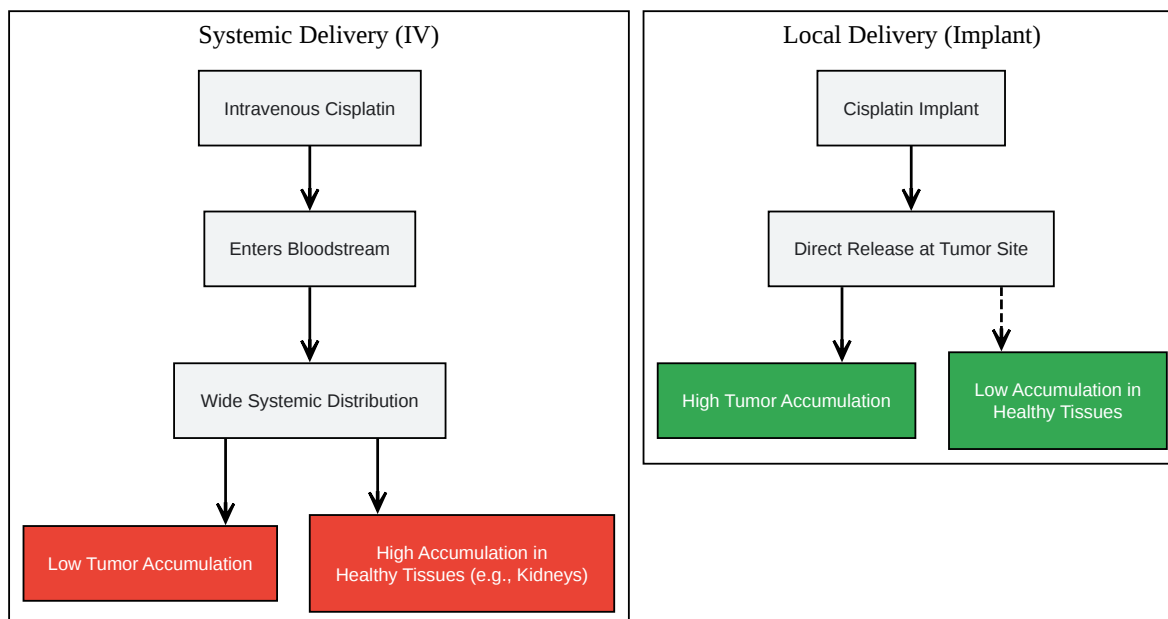 Systemic Delivery (IV)
Intravenous Cisplatin
Enters Bloodstream
Wide Systemic Distribution
Low Tumor Accumulation
High Accumulation in
Healthy Tissues (e.g., Kidneys)
Local Delivery (Implant)
Cisplatin Implant
Direct Release at Tumor Site
High Tumor Accumulation
Low Accumulation in
Healthy Tissues